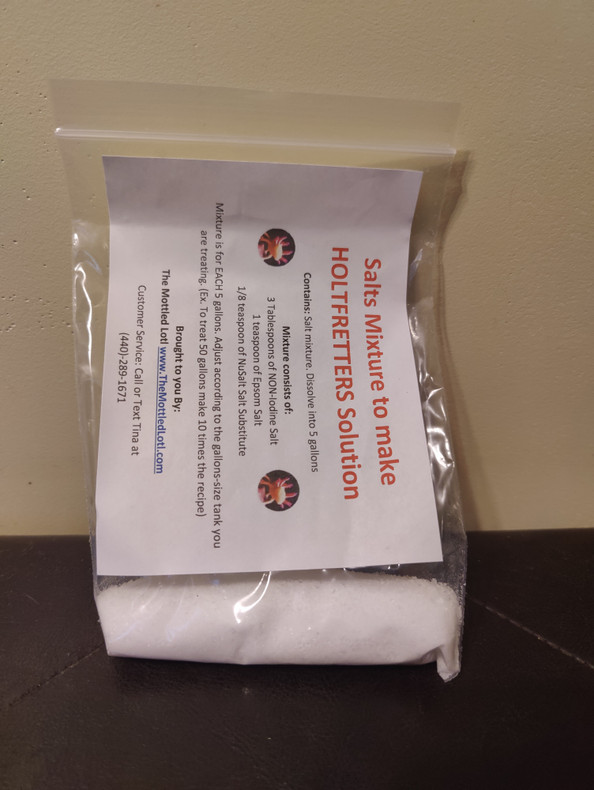 Salts Mixture to make
HOLTFRETTERS Solution
Contains: Salt mixture. Dissolve into 5 gallons
Mixture consists of:
3 Tablespoons of NON-Iodine Salt
1 teaspoon of Epsom Salt
1/8 teaspoon of NuSalt Salt Substitute
Mixture is for EACH 5 gallons. Adjust according to the gallons-size tank you
are treating. (Ex. To treat 50 gallons make 10 times the recipe)
Brought to you By:
The Mottled Lotl www.TheMottledLotl.com
Customer Service: Call or Text Tina at
(440)-289-1671